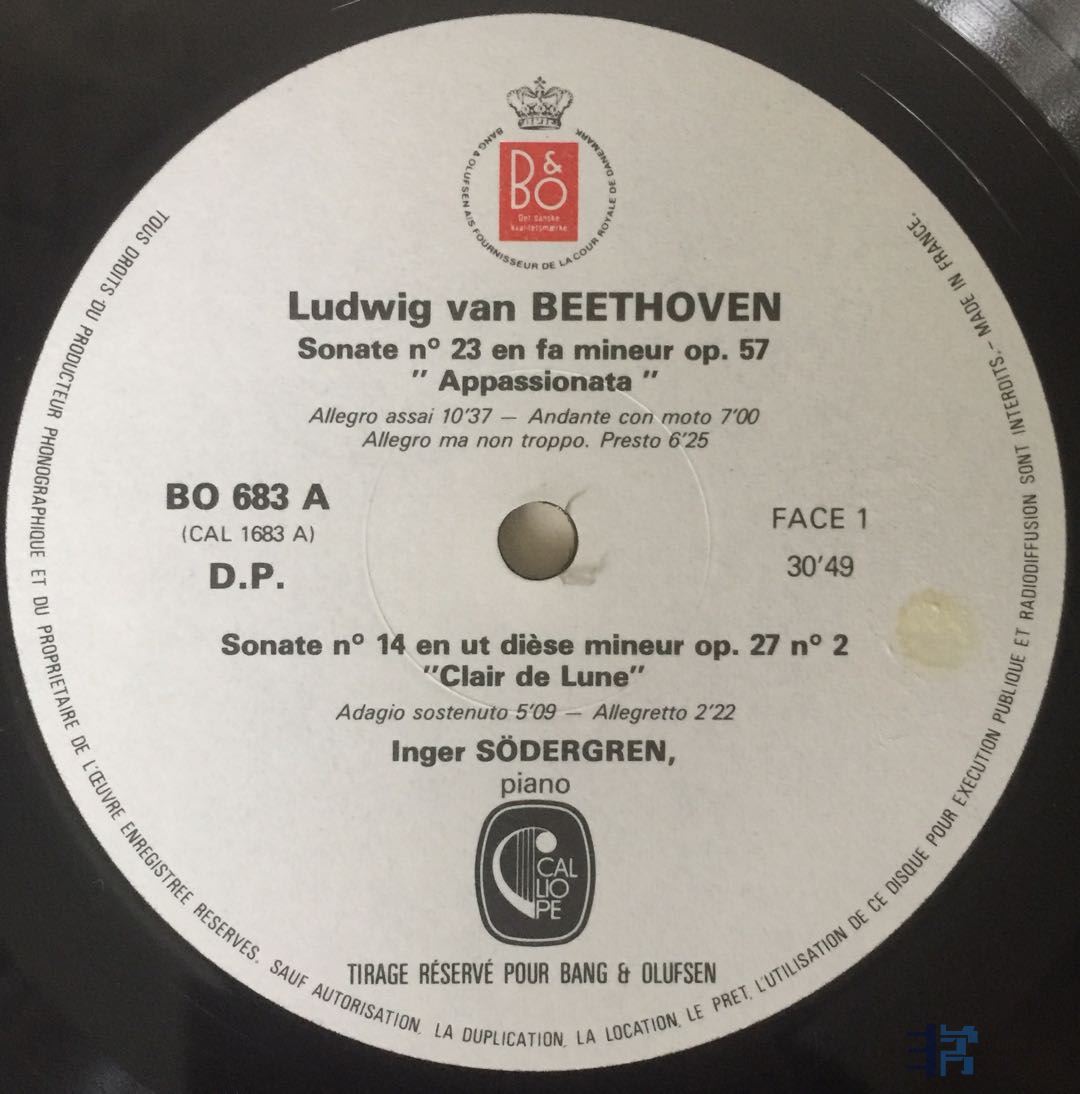 BANG & OLUFSEN A/S FOURNISSEUR DE LA COUR ROYALE DE DANEMARK
B&O
Det danske
kvalitetsmærke
Ludwig van BEETHOVEN
Sonate nº 23 en fa mineur op. 57
" Appassionata "
Allegro assai 10'37 — Andante con moto 7'00
Allegro ma non troppo. Presto 6'25
BO 683 A
(CAL 1683 A)
D.P.
FACE 1
30'49
Sonate nº 14 en ut dièse mineur op. 27 nº 2
"Clair de Lune"
Adagio sostenuto 5'09 — Allegretto 2'22
Inger SÖDERGREN,
piano
CAL
LIO
PE
TIRAGE RÉSERVÉ POUR BANG & OLUFSEN
TOUS DROITS DU PRODUCTEUR PHONOGRAPHIQUE ET DU PROPRIETAIRE DE L'ŒUVRE ENREGISTREE RESERVES. SAUF AUTORISATION, LA DUPLICATION, LA LOCATION, LE PRET, L'UTILISATION DE CE DISQUE POUR EXECUTION PUBLIQUE ET RADIODIFFUSION SONT INTERDITS. – MADE IN FRANCE.